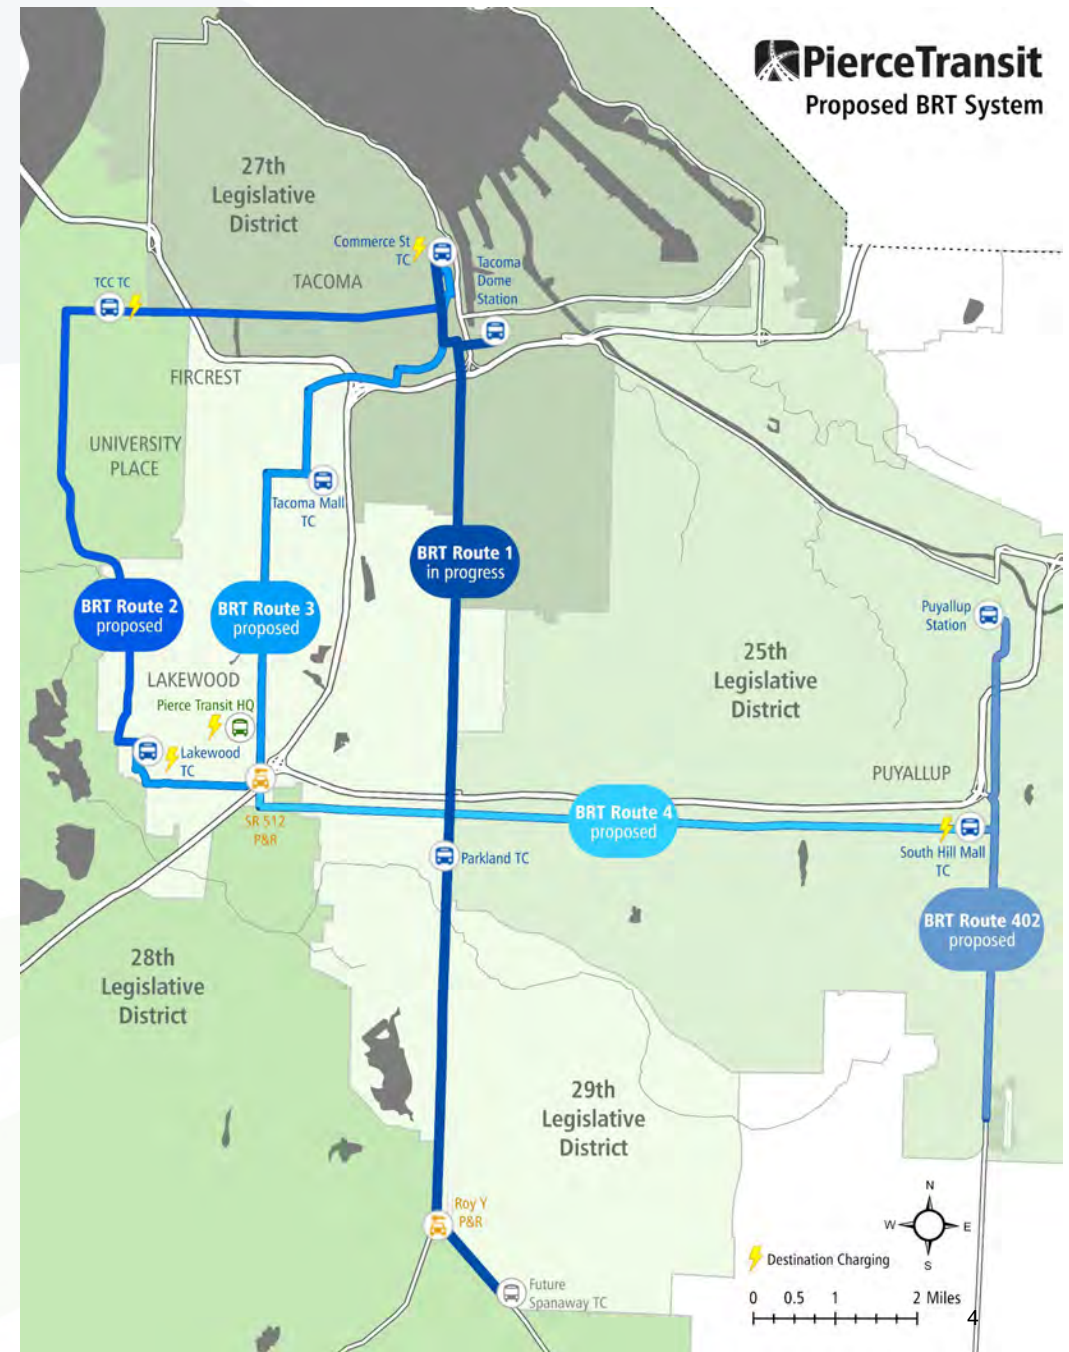 PierceTransit
Proposed BRT System
27th
Legislative
District
Commerce St
TC
Tacoma
Dome
Station
TACOMA
TCC TC
FIRCREST
UNIVERSITY
PLACE
Tacoma Mall
TC
BRT Route 1
in progress
BRT Route 2
proposed
BRT Route 3
proposed
Puyallup
Station
25th
Legislative
District
LAKEWOOD
Pierce Transit HQ
Lakewood
TC
PUYALLUP
SR 512
P&R
BRT Route 4
proposed
South Hill Mall
TC
Parkland TC
BRT Route 402
proposed
28th
Legislative
District
29th
Legislative
District
Roy Y
P&R
Future
Spanaway TC
N
W
E
S
Destination Charging
0 0.5 1 2 Miles
4